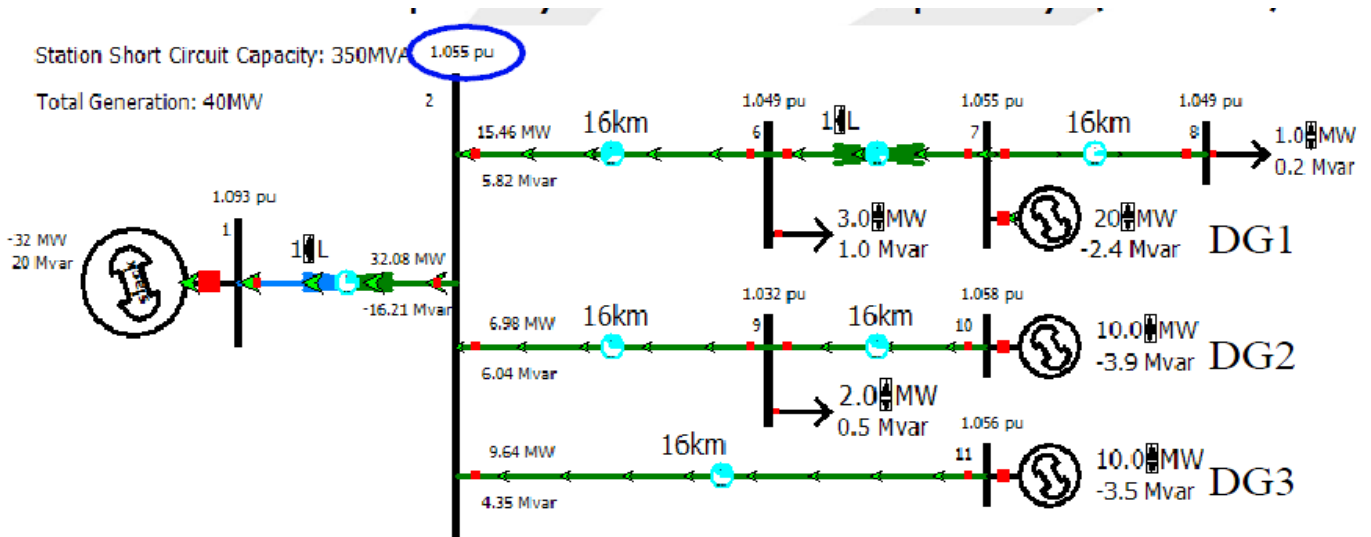 Station Short Circuit Capacity: 350MVA
1.055 pu
Total Generation: 40MW
2
1.049 pu
1.055 pu
1.049 pu
15.46 MW
16km
6
7
16km
8
1.0 MW
0.2 Mvar
5.82 Mvar
1.093 pu
1
3.0 MW
1.0 Mvar
20 MW
-2.4 Mvar
DG1
-32 MW
20 Mvar
32.08 MW
-16.21 Mvar
1.032 pu
1.058 pu
6.98 MW
16km
9
16km
10
10.0 MW
-3.9 Mvar
DG2
6.04 Mvar
2.0 MW
0.5 Mvar
1.056 pu
9.64 MW
16km
11
10.0 MW
-3.5 Mvar
DG3
4.35 Mvar